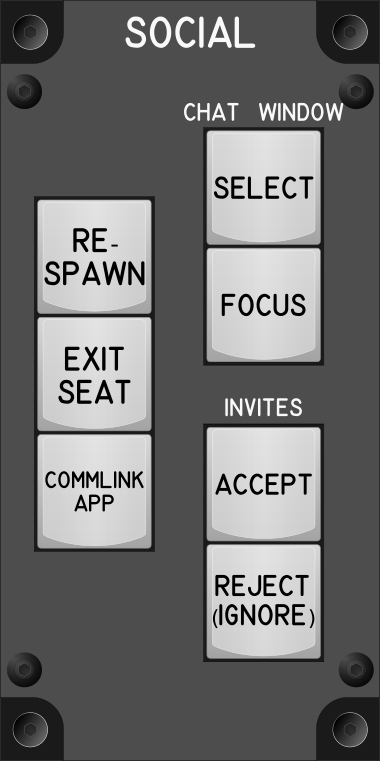 SOCIAL
CHAT WINDOW
SELECT
FOCUS
RE-
SPAWN
EXIT
SEAT
COMMLINK
APP
INVITES
ACCEPT
REJECT
(IGNORE)